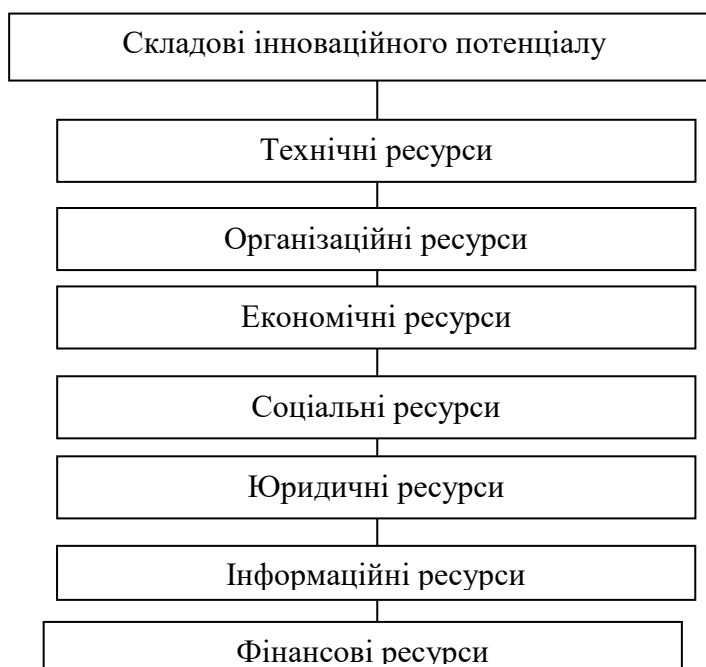 Складові інноваційного потенціалу
Технічні ресурси
Організаційні ресурси
Економічні ресурси
Соціальні ресурси
Юридичні ресурси
Інформаційні ресурси
Фінансові ресурси